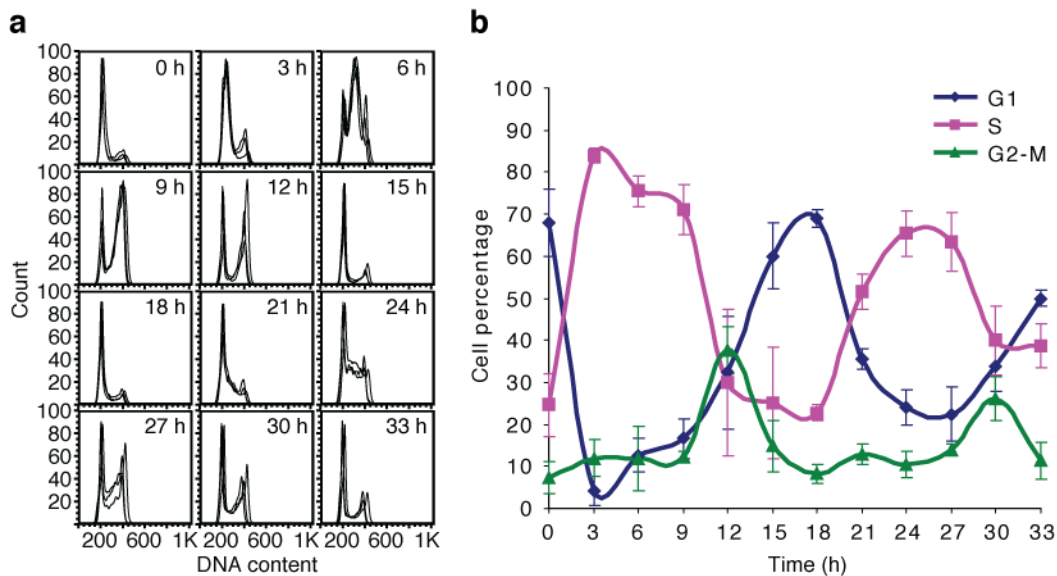 a
100
80
60
40
20
0 h
3 h
6 h
100
80
60
40
20
9 h
12 h
15 h
100
80
60
40
20
18 h
21 h
24 h
100
80
60
40
20
27 h
30 h
33 h
200 600 1K
200 600 1K
200 600 1K
Count
DNA content
b
100
90
80
70
60
50
40
30
20
10
0
Cell percentage
G1
S
G2-M
0 3 6 9 12 15 18 21 24 27 30 33
Time (h)